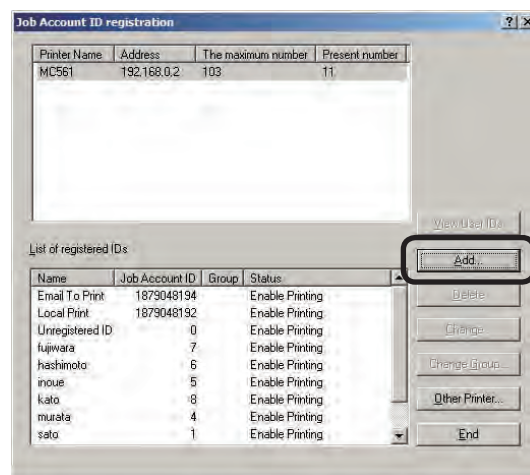 Job Account ID registration
Printer Name Address The maximum number Present number
MC561 192.168.0.2 103 11
View User IDs
List of registered IDs
Add...
Name Job Account ID Group Status
Email To Print 1879048194 Enable Printing
Delete
Local Print 1879048192 Enable Printing
Unregistered ID 0 Enable Printing
Change
fujiwara 7 Enable Printing
hashimoto 6 Enable Printing
Change Group...
inoue 5 Enable Printing
kato 8 Enable Printing
Other Printer...
murata 4 Enable Printing
sato 1 Enable Printing
End